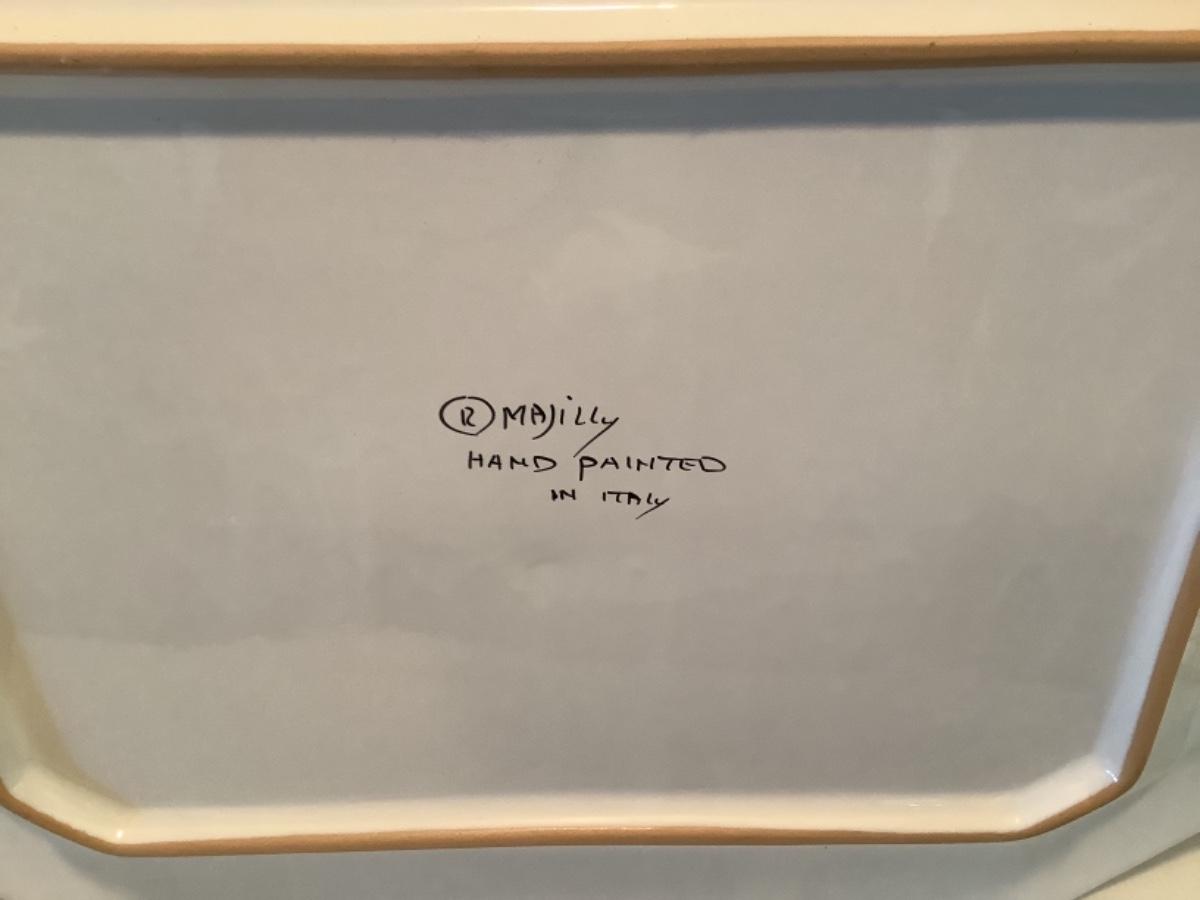 ® MAJilly
HAND PAINTED
IN ITALY